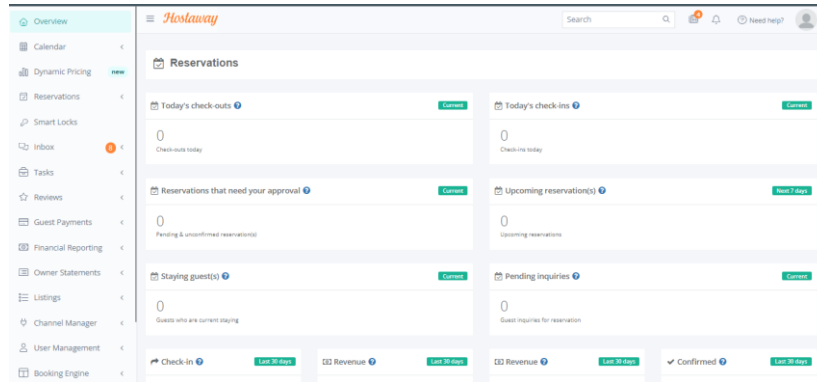 Overview
Calendar
Dynamic Pricing new
Reservations
Smart Locks
Inbox
Tasks
Reviews
Guest Payments
Financial Reporting
Owner Statements
Listings
Channel Manager
User Management
Booking Engine
Hostaway
Search
4
Need help?
Reservations
Today's check-outs Current
0
Check-outs today
Today's check-ins Current
0
Check-ins today
Reservations that need your approval Current
0
Pending & unconfirmed reservation(s)
Upcoming reservation(s) Next 7 days
0
Upcoming reservations
Staying guest(s) Current
0
Guests who are current staying
Pending inquiries Current
0
Guest inquiries for reservation
Check-in Last 30 days
Revenue Last 30 days
Revenue Last 30 days
Confirmed Last 30 days